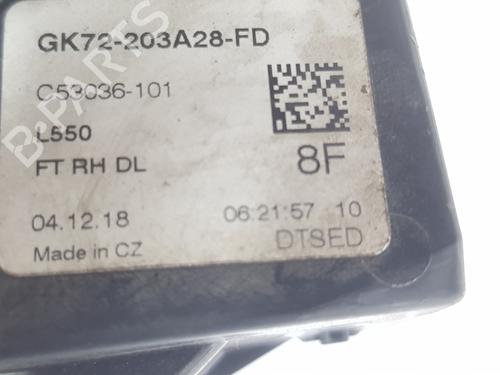 GK72-203A28-FD
C53036-101
L550
FT RH DL
8F
04.12.18 06:21:57 10
Made in CZ DTSED
B-PARTS